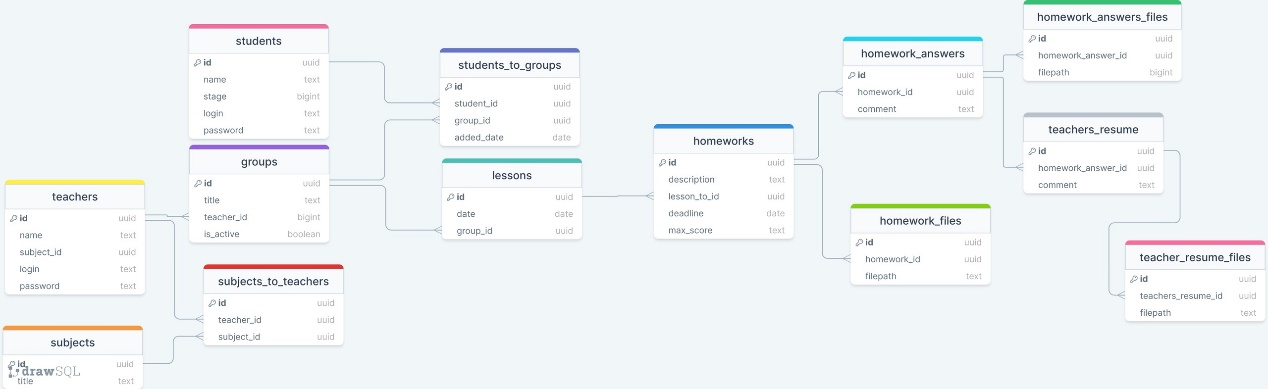 students
id uuid
name text
stage bigint
login text
password text
groups
id uuid
title text
teacher_id bigint
is_active boolean
teachers
id uuid
name text
subject_id uuid
login text
password text
subjects_to_teachers
id uuid
teacher_id uuid
subject_id uuid
subjects
id uuid
title text
drawSQL
students_to_groups
id uuid
student_id uuid
group_id uuid
added_date date
lessons
id uuid
date date
group_id uuid
homeworks
id uuid
description text
lesson_to_id uuid
deadline date
max_score text
homework_answers
id uuid
homework_id uuid
comment text
homework_files
id uuid
homework_id uuid
filepath text
homework_answers_files
id uuid
homework_answer_id uuid
filepath bigint
teachers_resume
id uuid
homework_answer_id uuid
comment text
teacher_resume_files
id uuid
teachers_resume_id uuid
filepath text